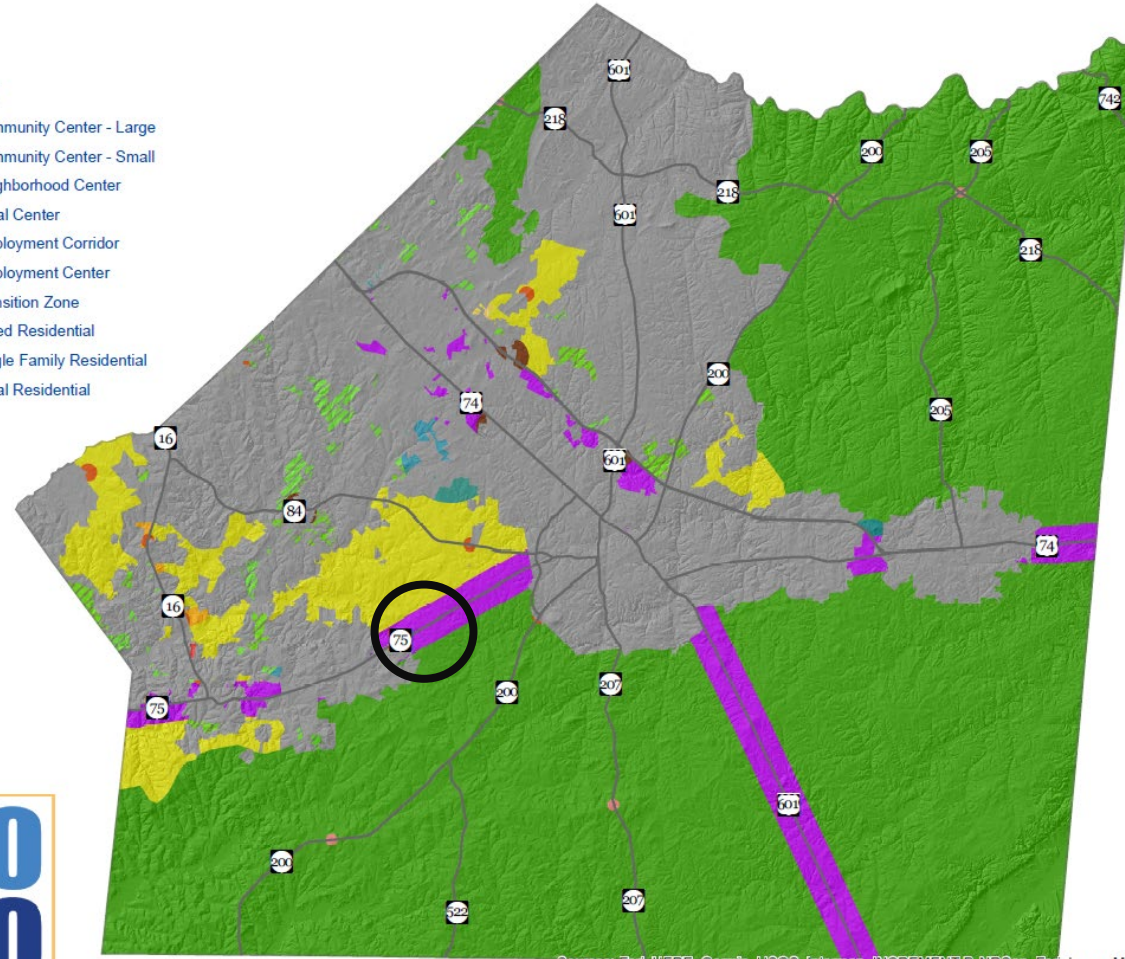 mmunity Center - Large
mmunity Center - Small
ghborhood Center
al Center
ployment Corridor
ployment Center
nsition Zone
ed Residential
gle Family Residential
al Residential
601
218
742
200
205
218
601
218
200
74
205
16
601
84
74
16
75
200
207
75
601
200
207
522